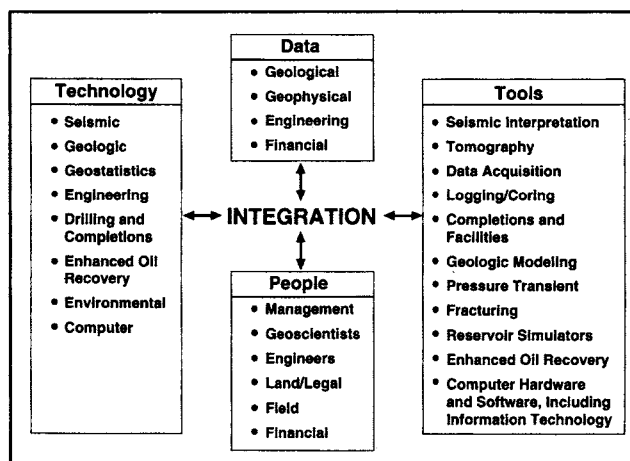 Data
• Geological
• Geophysical
• Engineering
• Financial
Technology
• Seismic
• Geologic
• Geostatistics
• Engineering
• Drilling and
Completions
• Enhanced Oil
Recovery
• Environmental
• Computer
INTEGRATION
People
• Management
• Geoscientists
• Engineers
• Land/Legal
• Field
• Financial
Tools
• Seismic Interpretation
• Tomography
• Data Acquisition
• Logging/Coring
• Completions and
Facilities
• Geologic Modeling
• Pressure Transient
• Fracturing
• Reservoir Simulators
• Enhanced Oil Recovery
• Computer Hardware
and Software, Including
Information Technology